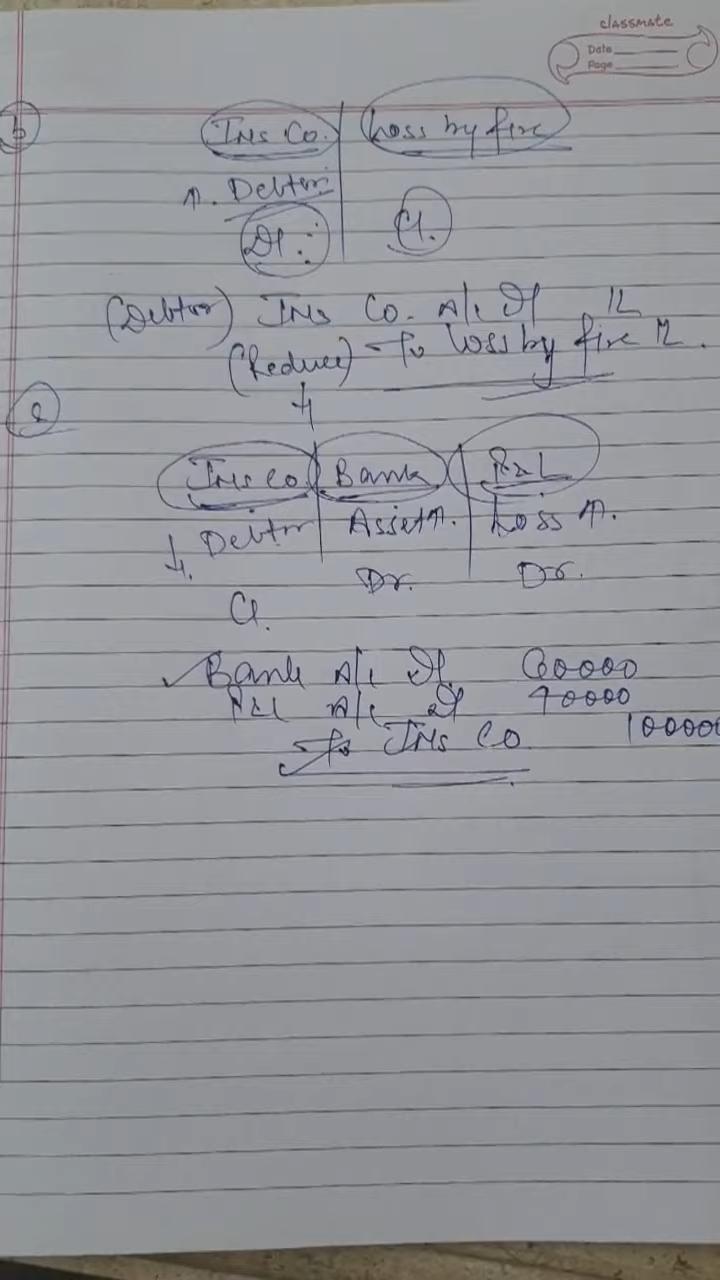 classmate
Date
Page
b
Ins Co. Loss by fire
↑. Debtor
Dr. Cr.
(Debtor) Ins Co. A/c Dr 1L
(Reduce) - To loss by fire 1L.
↓
Ins Co Bank P&L
↓. Debtor Asset↑. Loss ↑.
Cr. Dr. Dr.
✓Bank A/c Dr. 60000
P&L A/c Dr 40000
- To Ins Co 100000